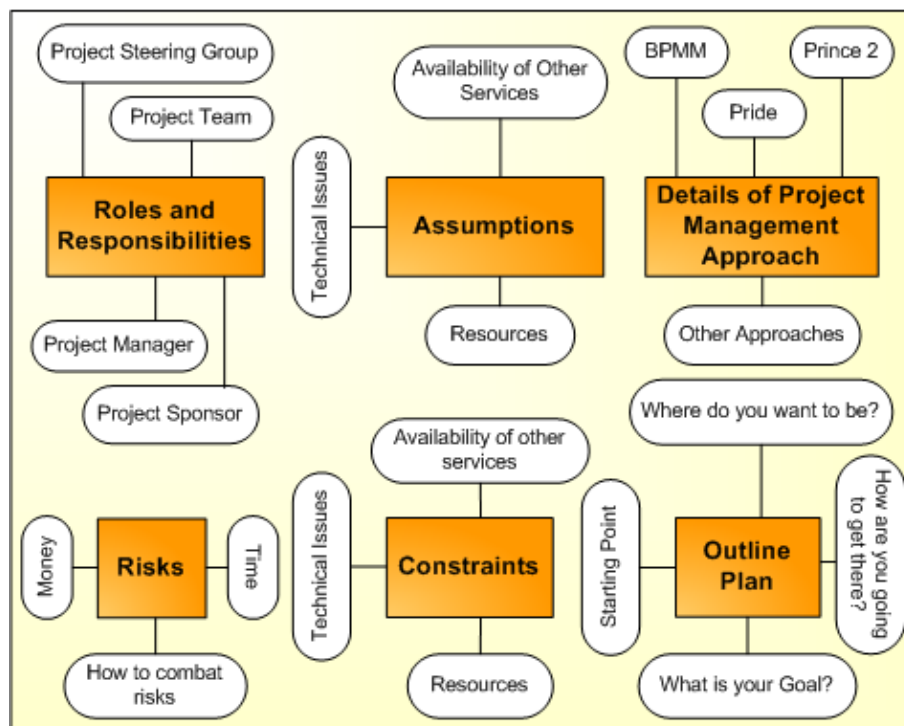 Project Steering Group
Project Team
Roles and
Responsibilities
Project Manager
Project Sponsor
Availability of Other
Services
Technical Issues
Assumptions
Resources
BPMM
Prince 2
Pride
Details of Project
Management
Approach
Other Approaches
Money
Risks
Time
How to combat
risks
Availability of other
services
Technical Issues
Constraints
Resources
Where do you want to be?
Starting Point
Outline
Plan
How are you going
to get there?
What is your Goal?